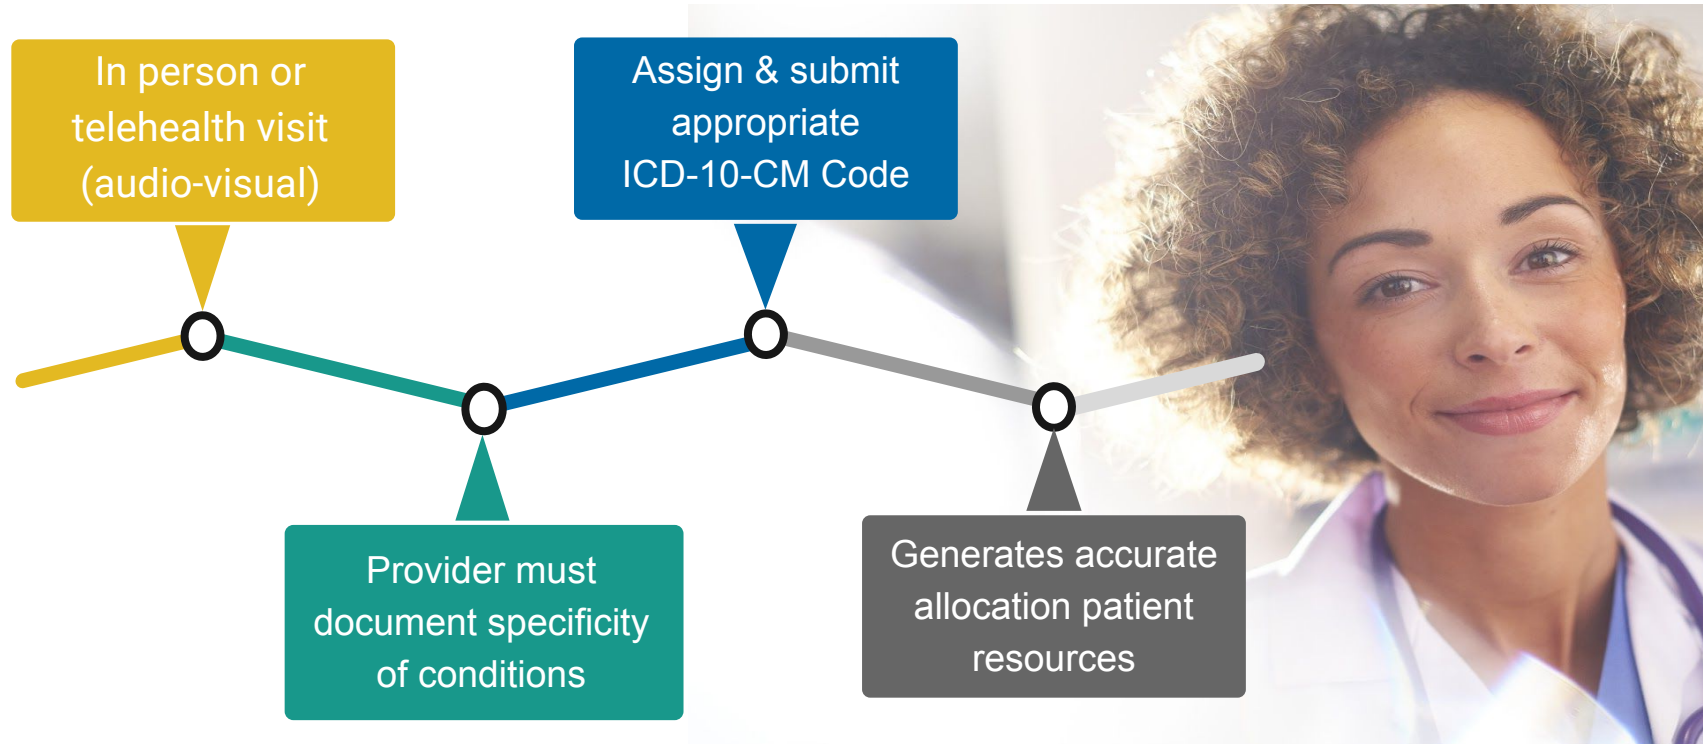 In person or
telehealth visit
(audio-visual)
Provider must
document specificity
of conditions
Assign & submit
appropriate
ICD-10-CM Code
Generates accurate
allocation patient
resources